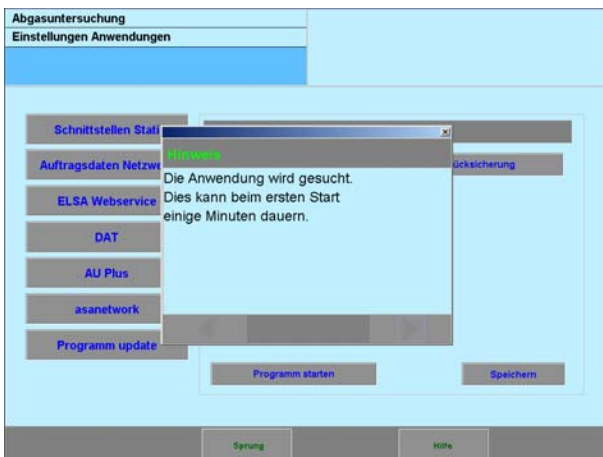 Abgasuntersuchung
Einstellungen Anwendungen
Schnittstellen Stati
Hinweis
Auftragsdaten Netzwe
ücksicherung
Die Anwendung wird gesucht.
Dies kann beim ersten Start
einige Minuten dauern.
ELSA Webservice
DAT
AU Plus
asanetwork
Programm update
Programm starten
Speichern
Sprung
Hilfe